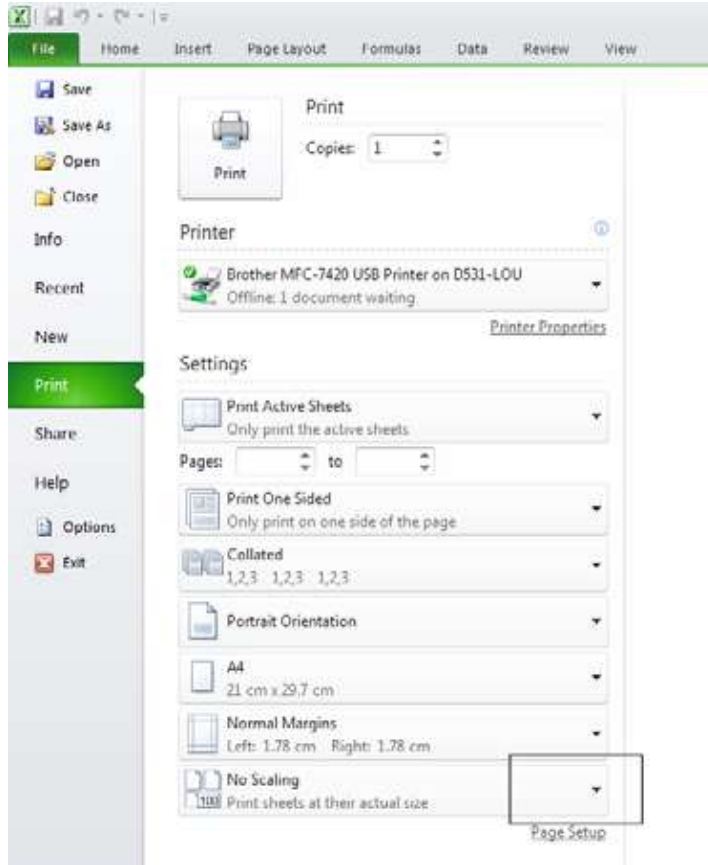 File Home Insert Page Layout Formulas Data Review View
Save
Save As
Open
Close
Info
Recent
New
Print
Share
Help
Options
Exit
Print
Print
Copies: 1
Printer
Brother MFC-7420 USB Printer on D531-LOU
Offline: 1 document waiting
Printer Properties
Settings
Print Active Sheets
Only print the active sheets
Pages: to
Print One Sided
Only print on one side of the page
Collated
1,2,3 1,2,3 1,2,3
Portrait Orientation
A4
21 cm x 29.7 cm
Normal Margins
Left: 1.78 cm Right: 1.78 cm
No Scaling
100
Print sheets at their actual size
Page Setup